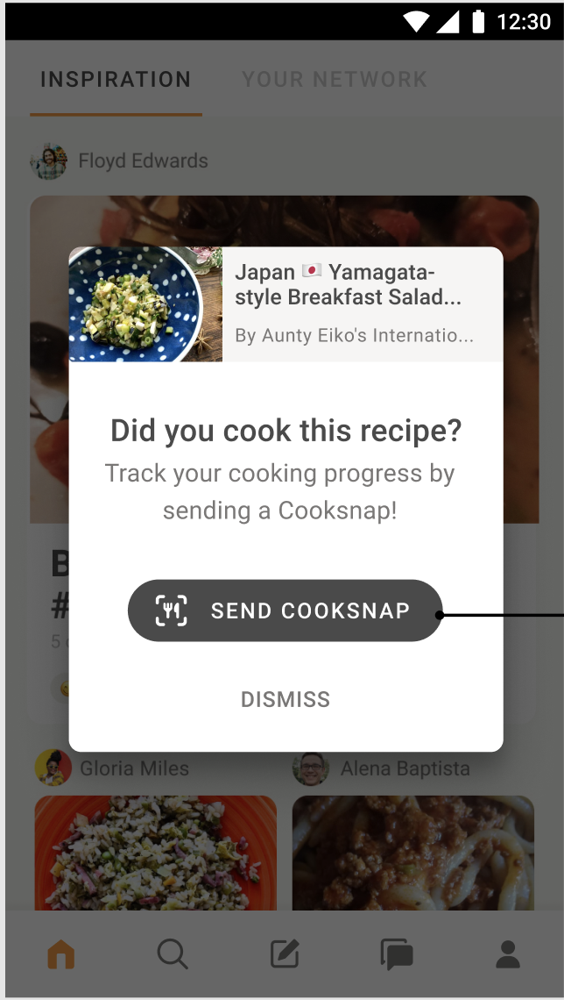 12:30
INSPIRATION YOUR NETWORK
Floyd Edwards
Japan 🇯🇵 Yamagata-
style Breakfast Salad...
By Aunty Eiko's Internatio...
Did you cook this recipe?
Track your cooking progress by
sending a Cooksnap!
SEND COOKSNAP
DISMISS
#
5
Gloria Miles Alena Baptista